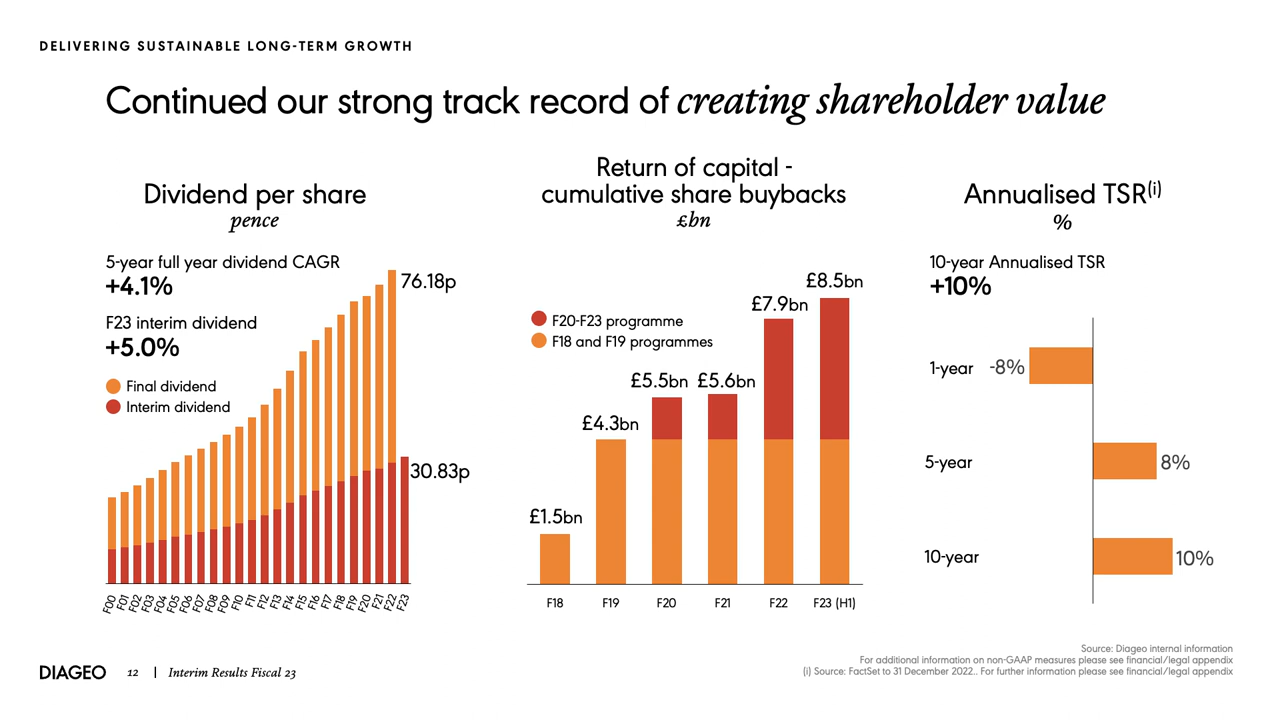 DELIVERING SUSTAINABLE LONG-TERM GROWTH
Continued our strong track record of creating shareholder value
Dividend per share
pence
5-year full year dividend CAGR
+4.1%
F23 interim dividend
+5.0%
Final dividend
Interim dividend
76.18p
30.83p
F00 F01 F02 F03 F04 F05 F06 F07 F08 F09 F10 F11 F12 F13 F14 F15 F16 F17 F18 F19 F20 F21 F22 F23
Return of capital -
cumulative share buybacks
£bn
F20-F23 programme
F18 and F19 programmes
£1.5bn
£4.3bn
£5.5bn
£5.6bn
£7.9bn
£8.5bn
F18 F19 F20 F21 F22 F23 (H1)
Annualised TSR(i)
%
10-year Annualised TSR
+10%
1-year -8%
5-year 8%
10-year 10%
DIAGEO 12 | Interim Results Fiscal 23
Source: Diageo internal information
For additional information on non-GAAP measures please see financial/legal appendix
(i) Source: FactSet to 31 December 2022.. For further information please see financial/legal appendix